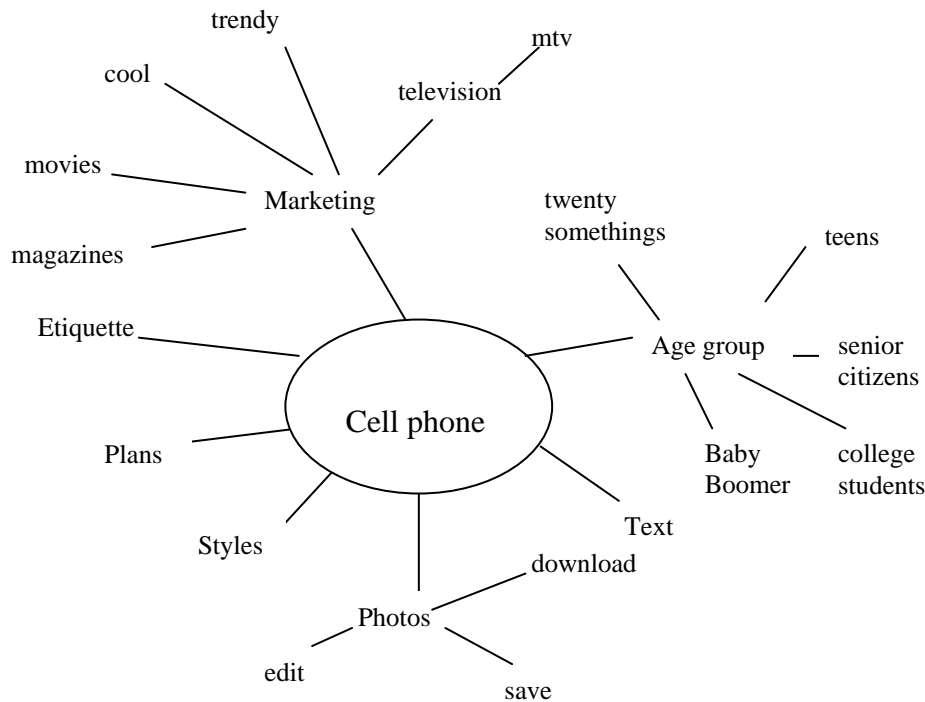 trendy
mtv
cool
television
movies
Marketing
twenty
somethings
teens
magazines
Etiquette
Age group
senior
citizens
Cell phone
Plans
Baby
Boomer
college
students
Text
Styles
download
Photos
edit
save